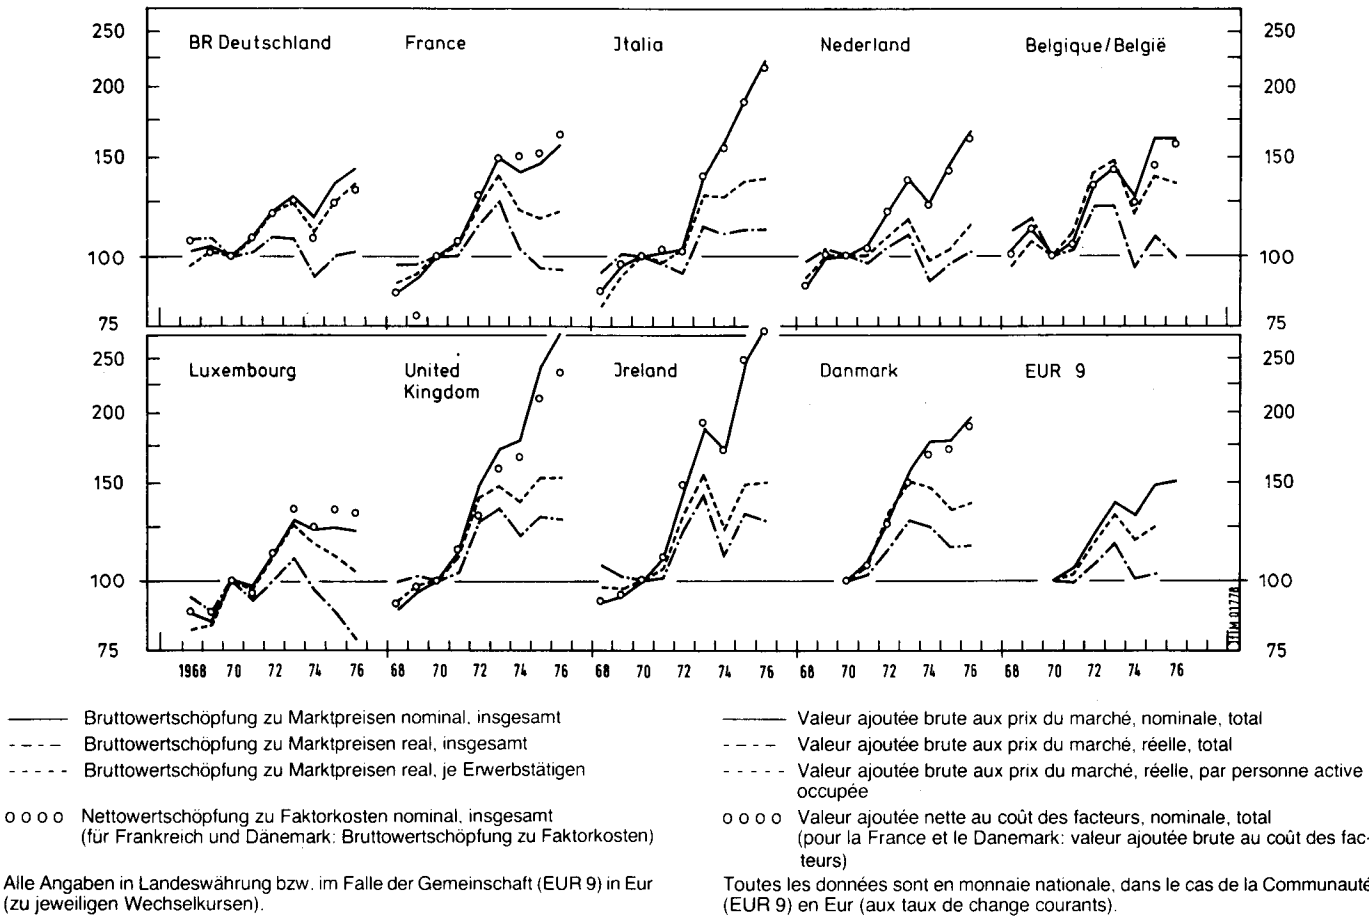 250 250
BR Deutschland France Italia Nederland Belgique/België
200 200
150 150
100 100
75 75
250 250
Luxembourg United Kingdom Ireland Danmark EUR 9
200 200
150 150
100 100
75 75
1968 70 72 74 76 68 70 72 74 76 68 70 72 74 76 68 70 72 74 76 68 70 72 74 76
Bruttowertschöpfung zu Marktpreisen nominal, insgesamt
Bruttowertschöpfung zu Marktpreisen real, insgesamt
Bruttowertschöpfung zu Marktpreisen real, je Erwerbstätigen
o o o o Nettowertschöpfung zu Faktorkosten nominal, insgesamt
(für Frankreich und Dänemark: Bruttowertschöpfung zu Faktorkosten)
Alle Angaben in Landeswährung bzw. im Falle der Gemeinschaft (EUR 9) in Eur
(zu jeweiligen Wechselkursen).
Valeur ajoutée brute aux prix du marché, nominale, total
Valeur ajoutée brute aux prix du marché, réelle, total
Valeur ajoutée brute aux prix du marché, réelle, par personne active
occupée
o o o o Valeur ajoutée nette au coût des facteurs, nominale, total
(pour la France et le Danemark: valeur ajoutée brute au coût des fac-
teurs)
Toutes les données sont en monnaie nationale, dans le cas de la Communauté
(EUR 9) en Eur (aux taux de change courants).